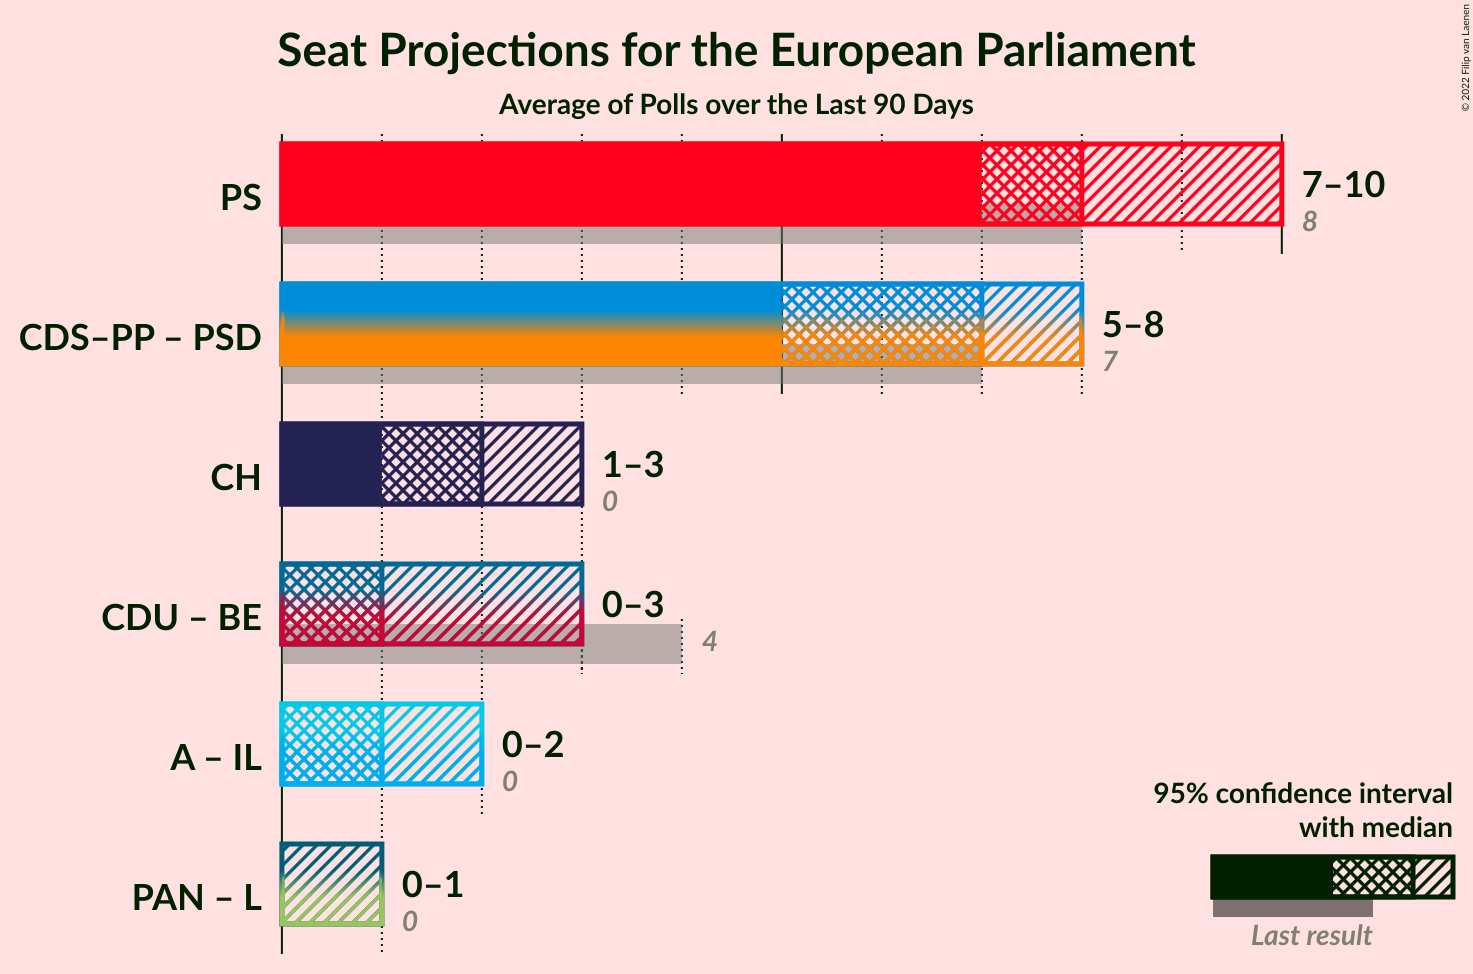 Seat Projections for the European Parliament
Average of Polls over the Last 90 Days
© 2022 Filip van Laenen
PS
7–10
8
CDS–PP – PSD
5–8
7
CH
1–3
0
CDU – BE
0–3
4
A – IL
0–2
0
PAN – L
0–1
0
95% confidence interval
with median
Last result